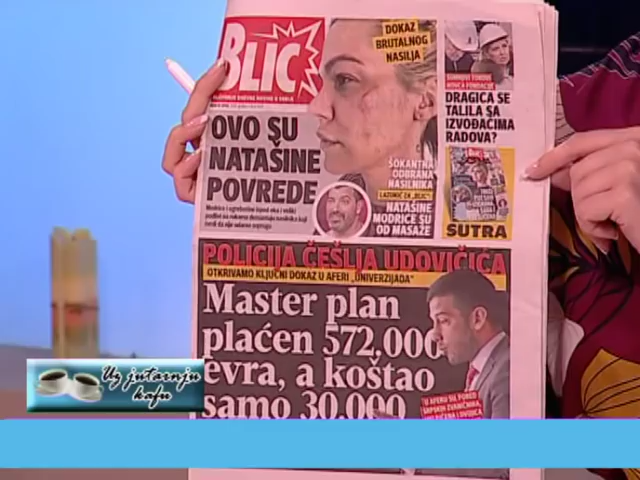 BLIC
DOKAZ
BRUTALNOG
NASILJA
OVO SU
NATAŠINE
POVREDE
ŠOKANTNA
ODBRANA
NASILNIKA
NATAŠINE
MODRICE SU
OD MASAŽE
DRAGICA SE
TALILA SA
IZVOĐAČIMA
RADOVA?
SUTRA
POLICIJA ČEŠLJA UDOVIČIĆA
OTKRIVAMO KLJUČNI DOKAZ U AFERI „UNIVERZIJADA"
Master plan
plaćen 572.000
evra, a koštao
samo 30.000
Uz jutarnju
kafu